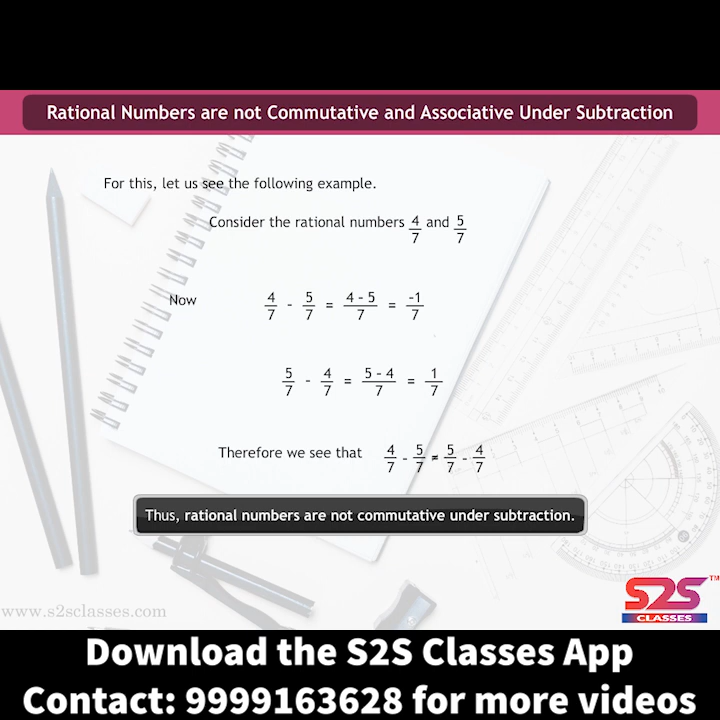 Rational Numbers are not Commutative and Associative Under Subtraction
For this, let us see the following example.
Consider the rational numbers 4/7 and 5/7
Now 4/7 - 5/7 = 4 - 5/7 = -1/7
5/7 - 4/7 = 5 - 4/7 = 1/7
Therefore we see that 4/7 - 5/7 ≠ 5/7 - 4/7
Thus, rational numbers are not commutative under subtraction.
www.s2sclasses.com
S2S TM
CLASSES
Download the S2S Classes App
Contact: 9999163628 for more videos